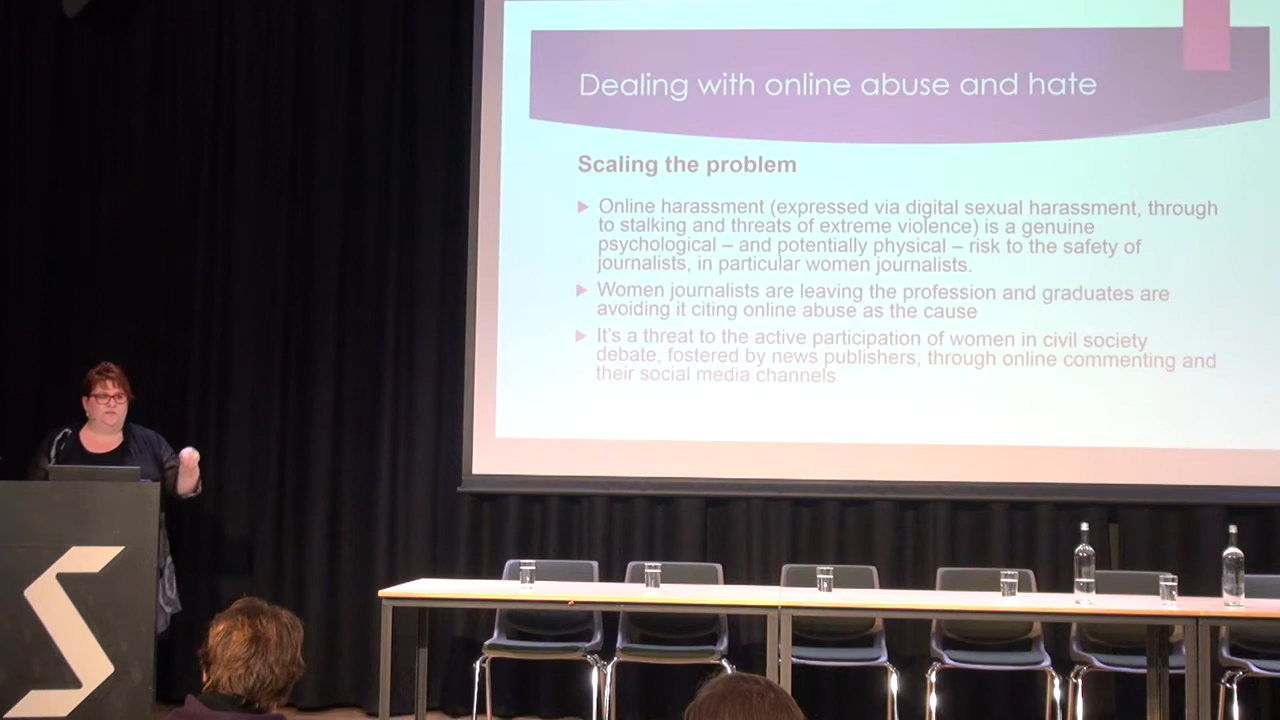 Dealing with online abuse and hate
Scaling the problem
Online harassment (expressed via digital sexual harassment, through
to stalking and threats of extreme violence) is a genuine
psychological – and potentially physical – risk to the safety of
journalists, in particular women journalists.
Women journalists are leaving the profession and graduates are
avoiding it citing online abuse as the cause
It's a threat to the active participation of women in civil society
debate, fostered by news publishers, through online commenting and
their social media channels